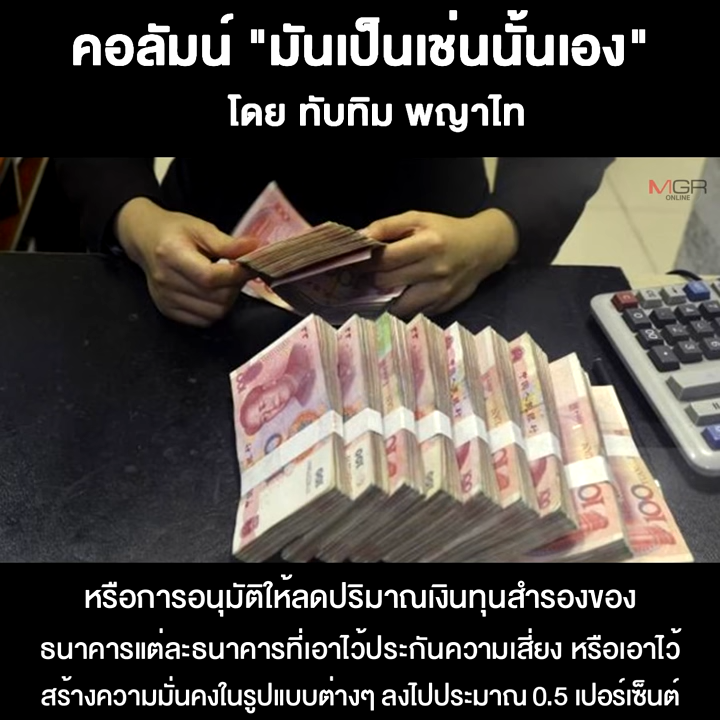 คอลัมน์ "มันเป็นเช่นนั้นเอง"
โดย ทับทิม พญาไท
MGR
ONLINE
100
100
100
หรือการอนุมัติให้ลดปริมาณเงินทุนสำรองของ
ธนาคารแต่ละธนาคารที่เอาไว้ประกันความเสี่ยง หรือเอาไว้
สร้างความมั่นคงในรูปแบบต่างๆ ลงไปประมาณ 0.5 เปอร์เซ็นต์